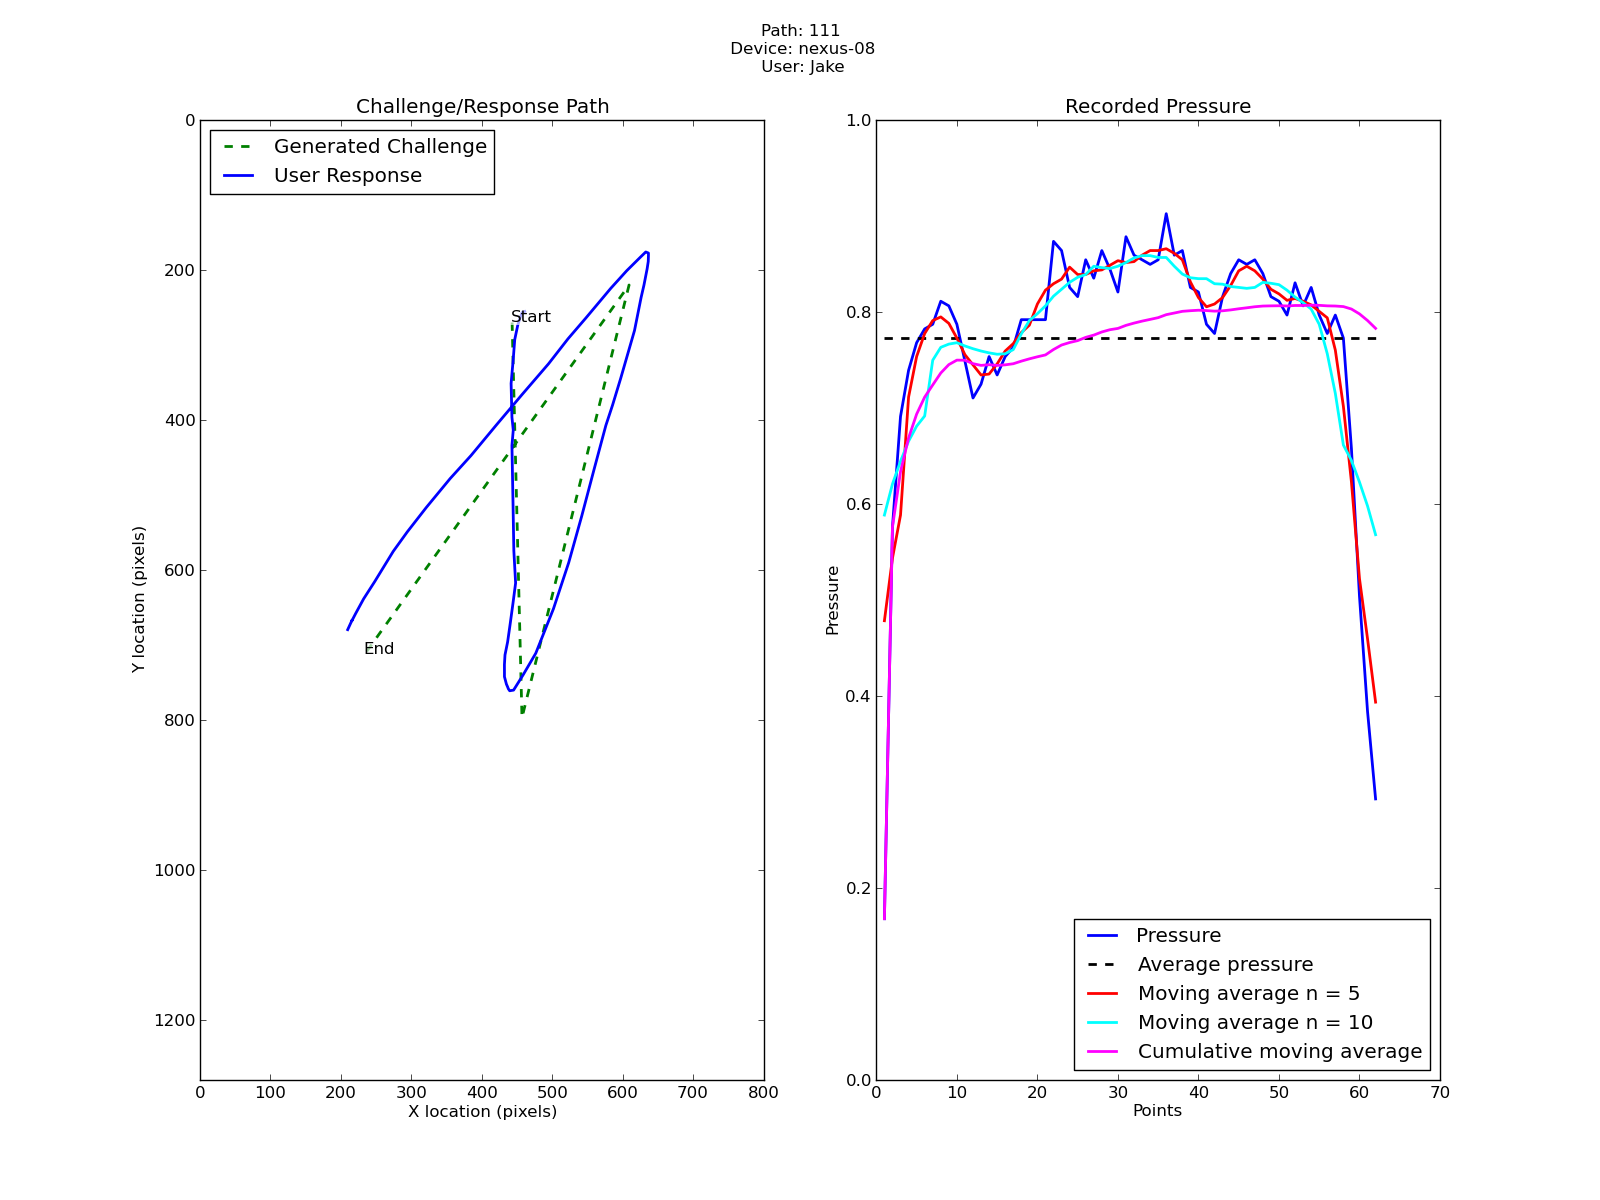 Path: 111
Device: nexus-08
User: Jake
Challenge/Response Path
0
200
400
600
800
1000
1200
Y location (pixels)
Generated Challenge
User Response
Start
End
0 100 200 300 400 500 600 700 800
X location (pixels)
Recorded Pressure
1.0
0.8
0.6
0.4
0.2
0.0
Pressure
Pressure
Average pressure
Moving average n = 5
Moving average n = 10
Cumulative moving average
0 10 20 30 40 50 60 70
Points